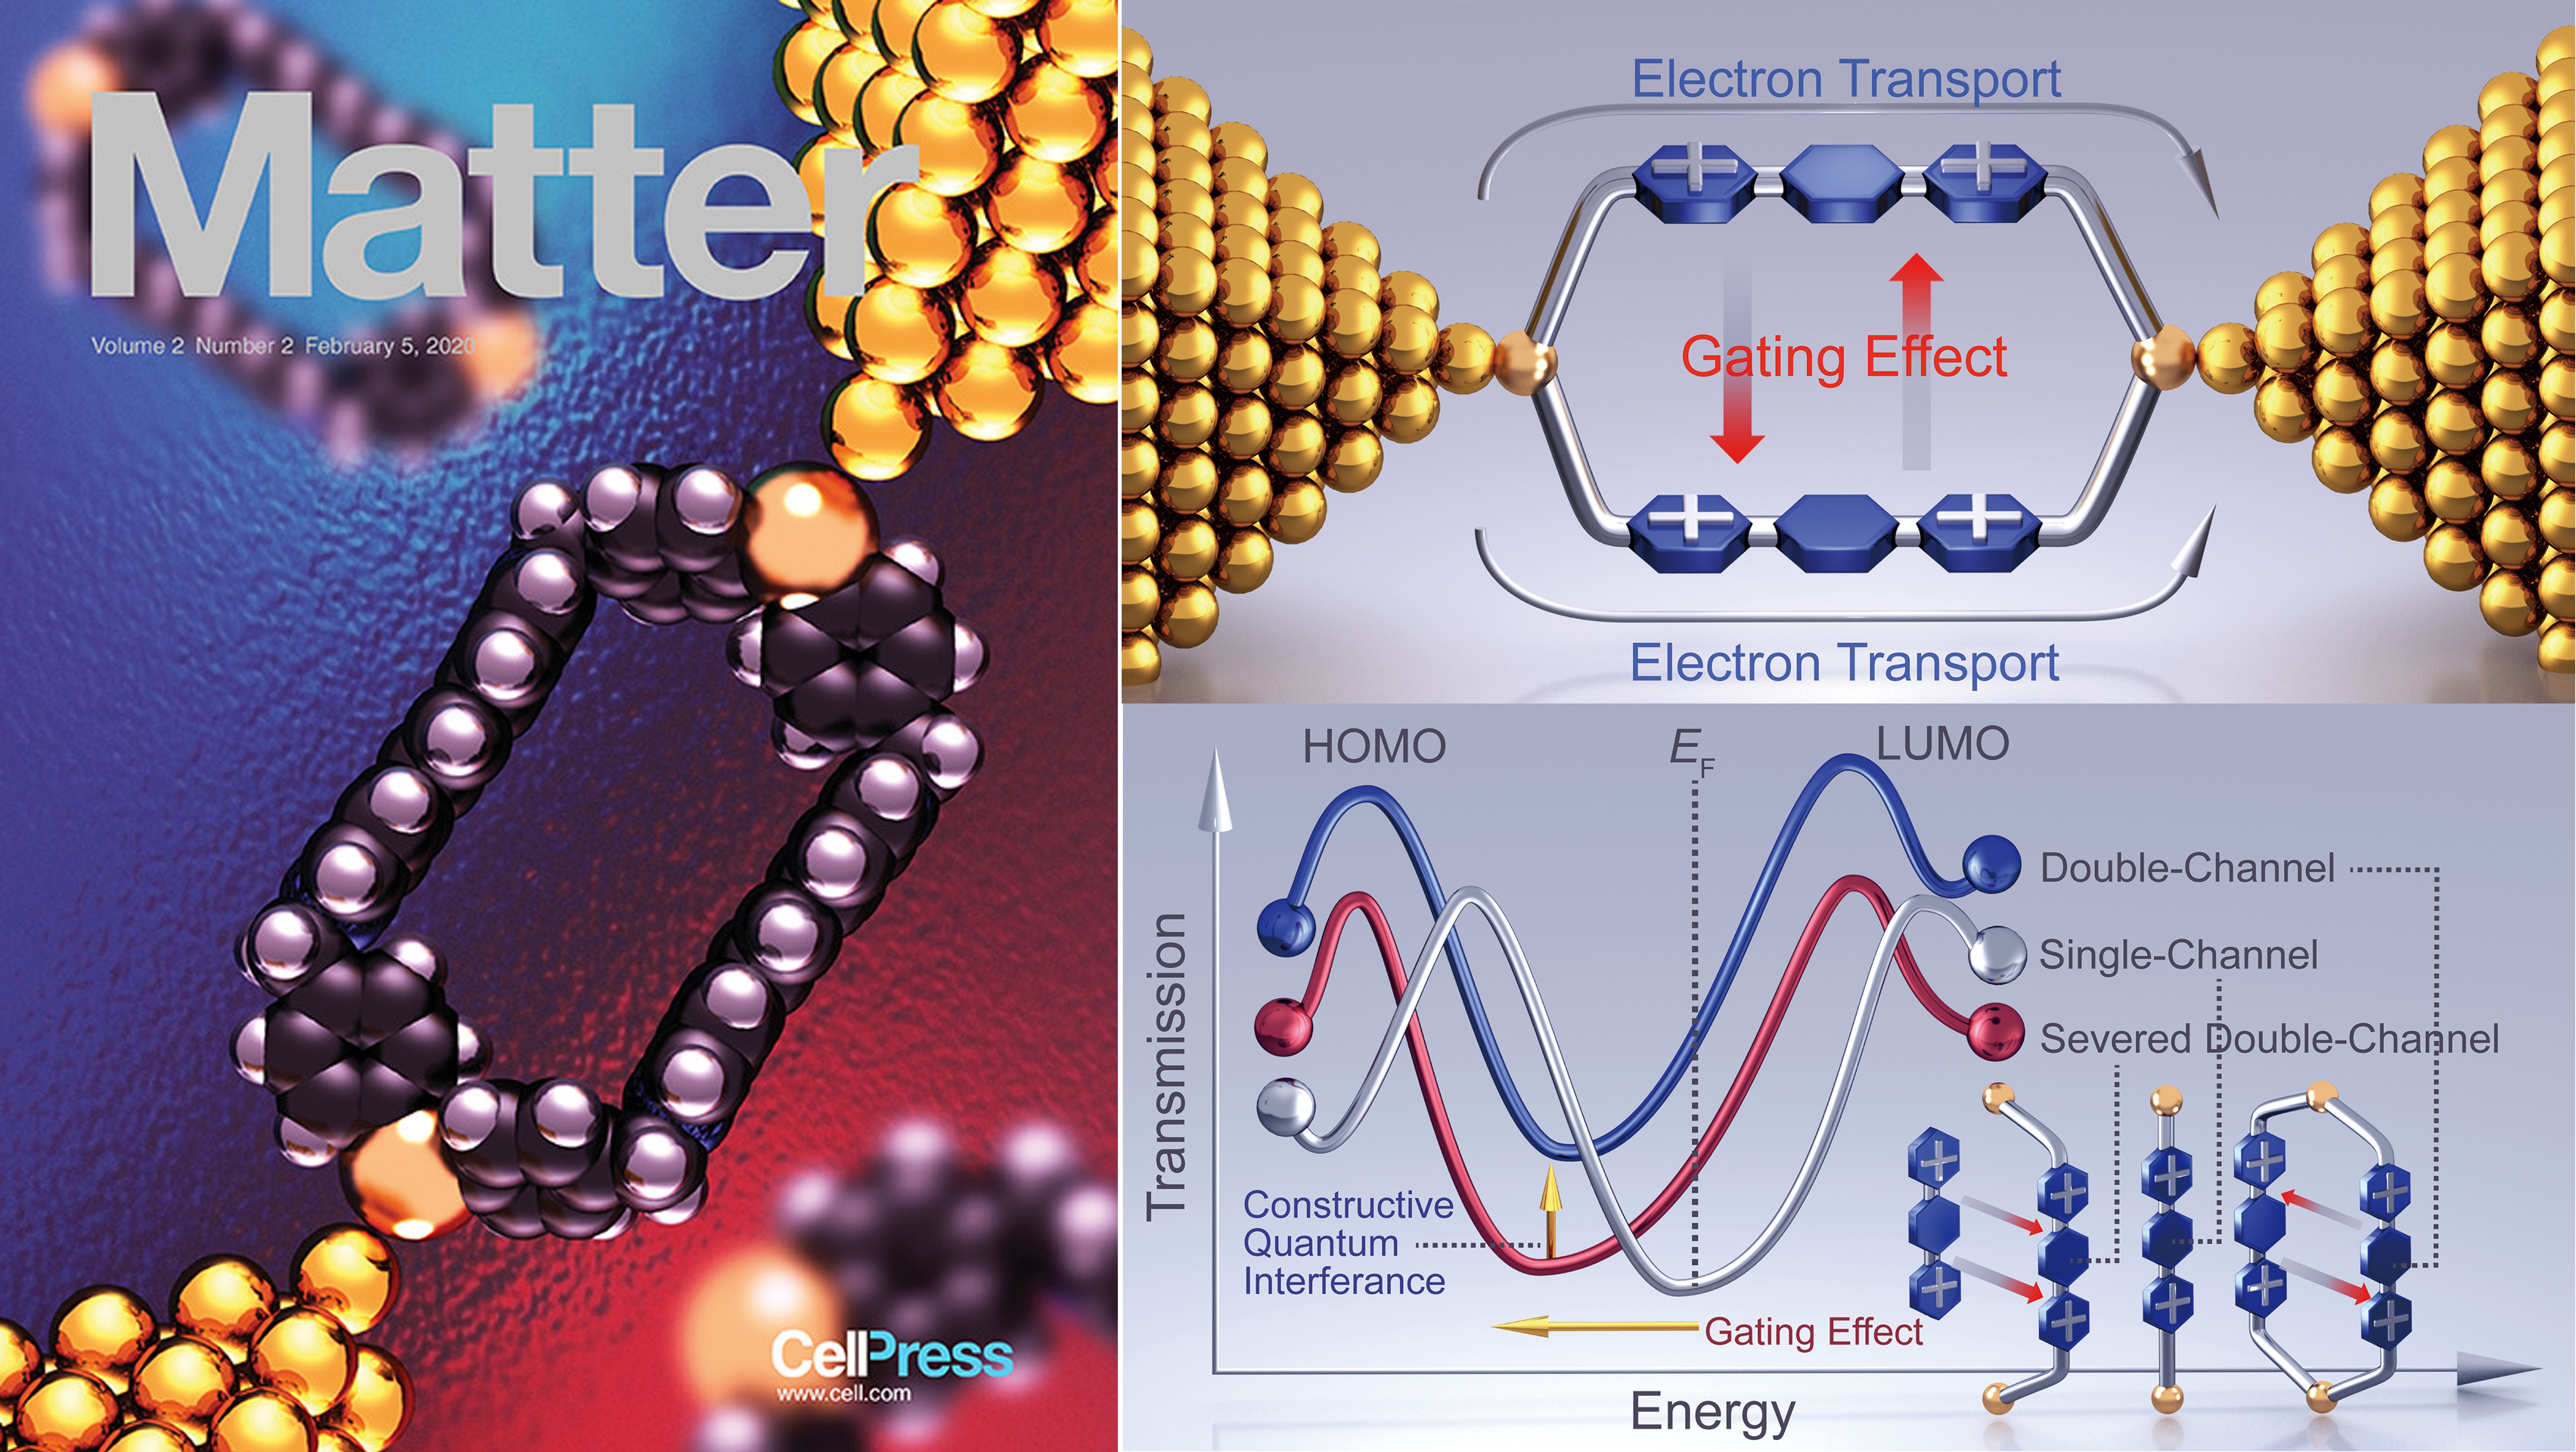 Matter
Volume 2 Number 2 February 5, 2020
CellPress
www.cell.com
Electron Transport
Gating Effect
Electron Transport
HOMO
EF
LUMO
Transmission
Double-Channel
Single-Channel
Severed Double-Channel
Constructive
Quantum
Interferance
Gating Effect
Energy